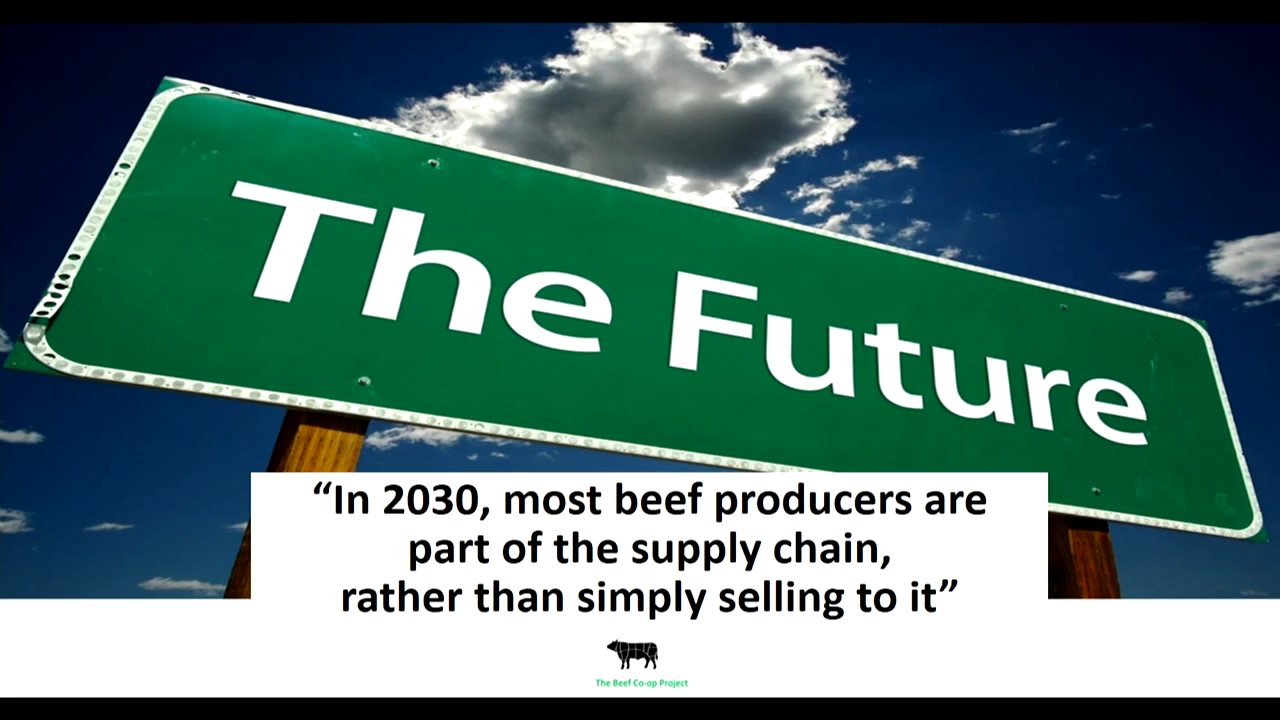 The Future
“In 2030, most beef producers are
part of the supply chain,
rather than simply selling to it”
The Beef Co-op Project